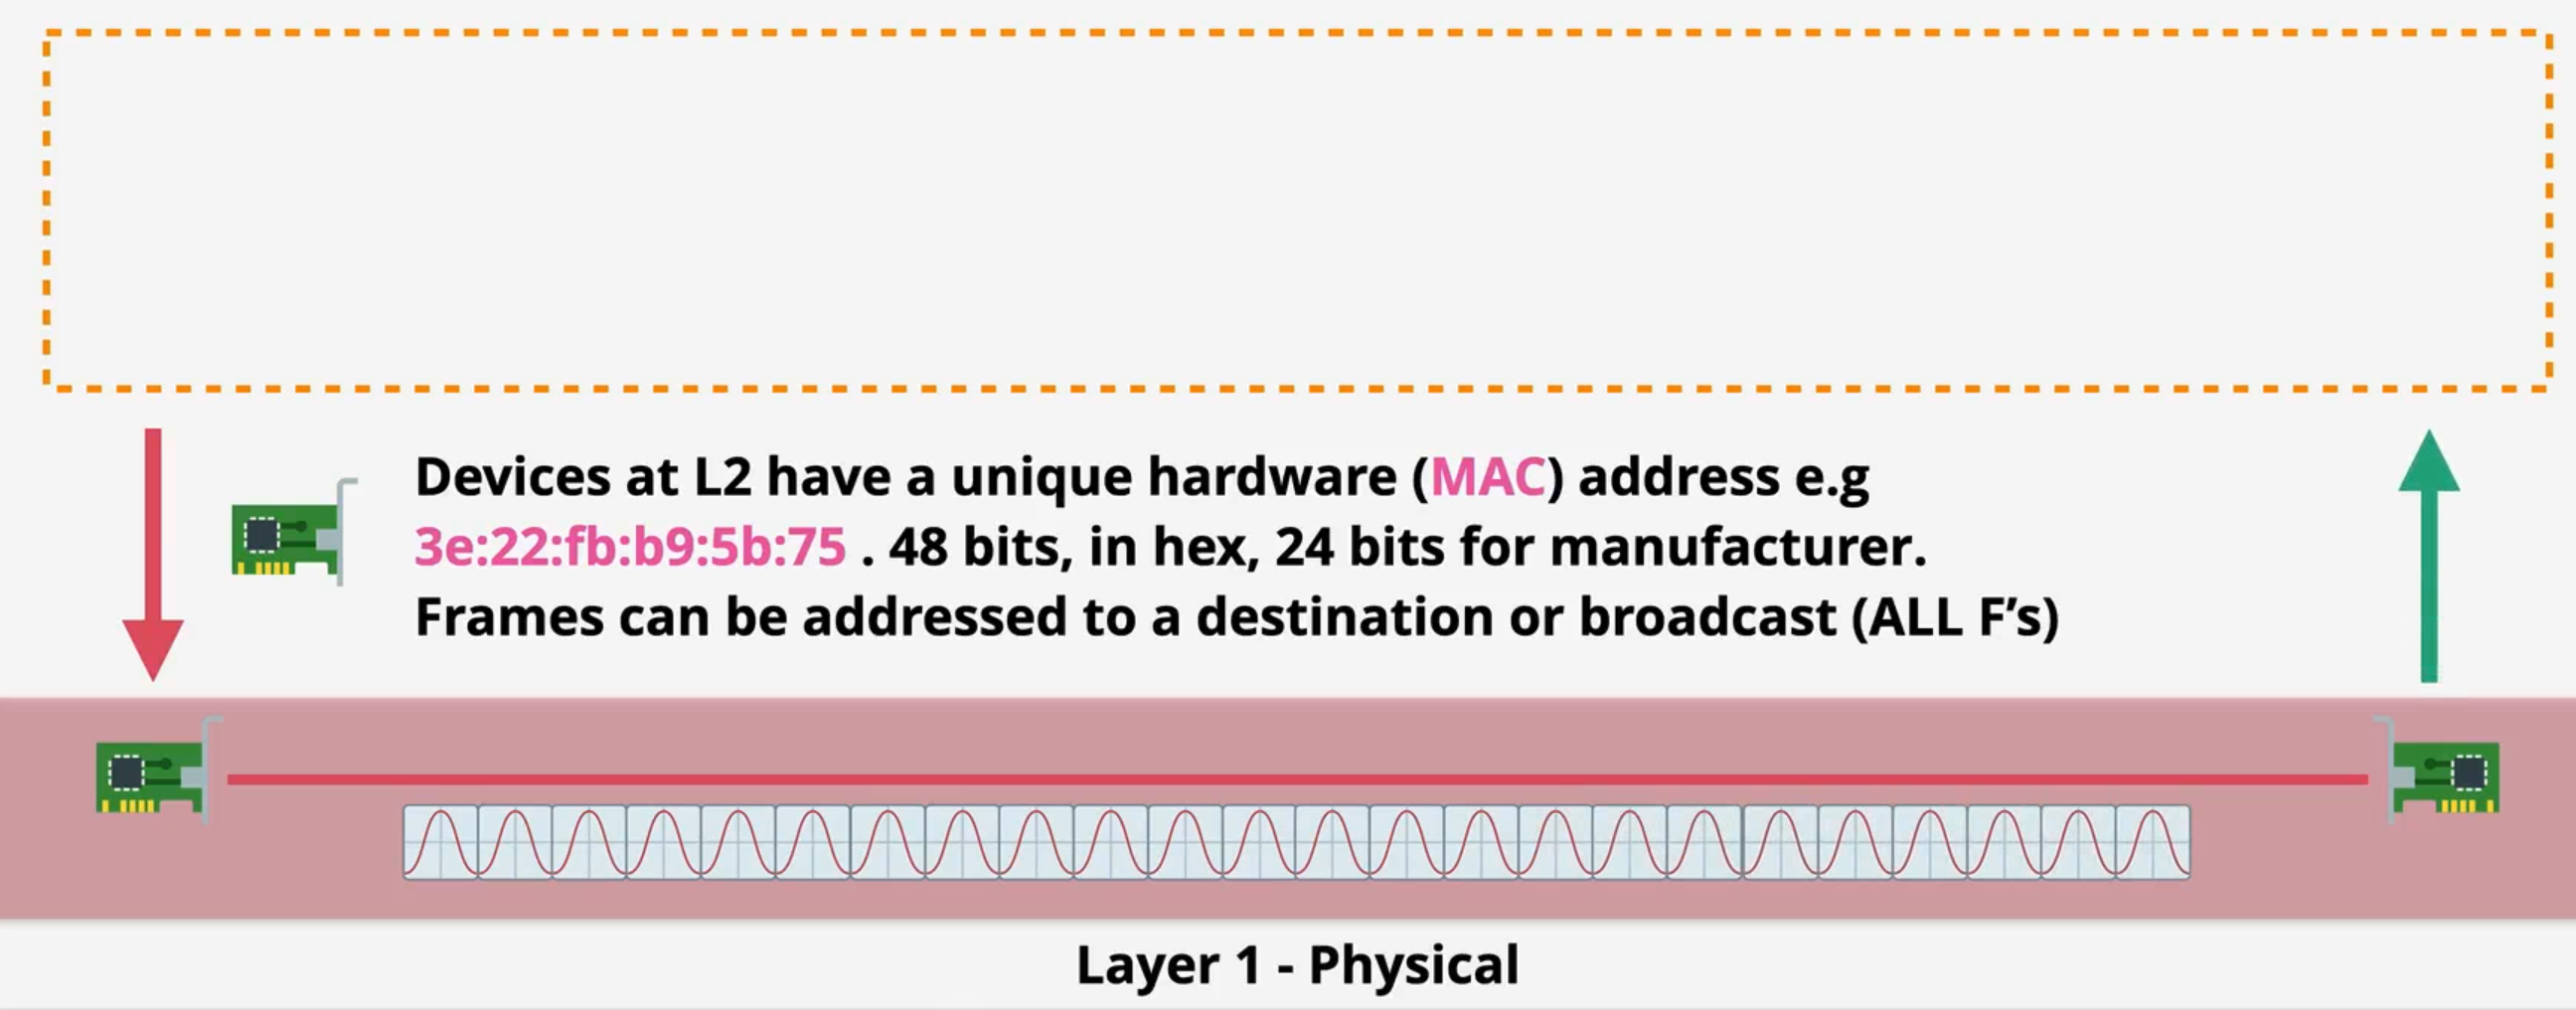 Devices at L2 have a unique hardware (MAC) address e.g
3e:22:fb:b9:5b:75 . 48 bits, in hex, 24 bits for manufacturer.
Frames can be addressed to a destination or broadcast (ALL F’s)
Layer 1 - Physical